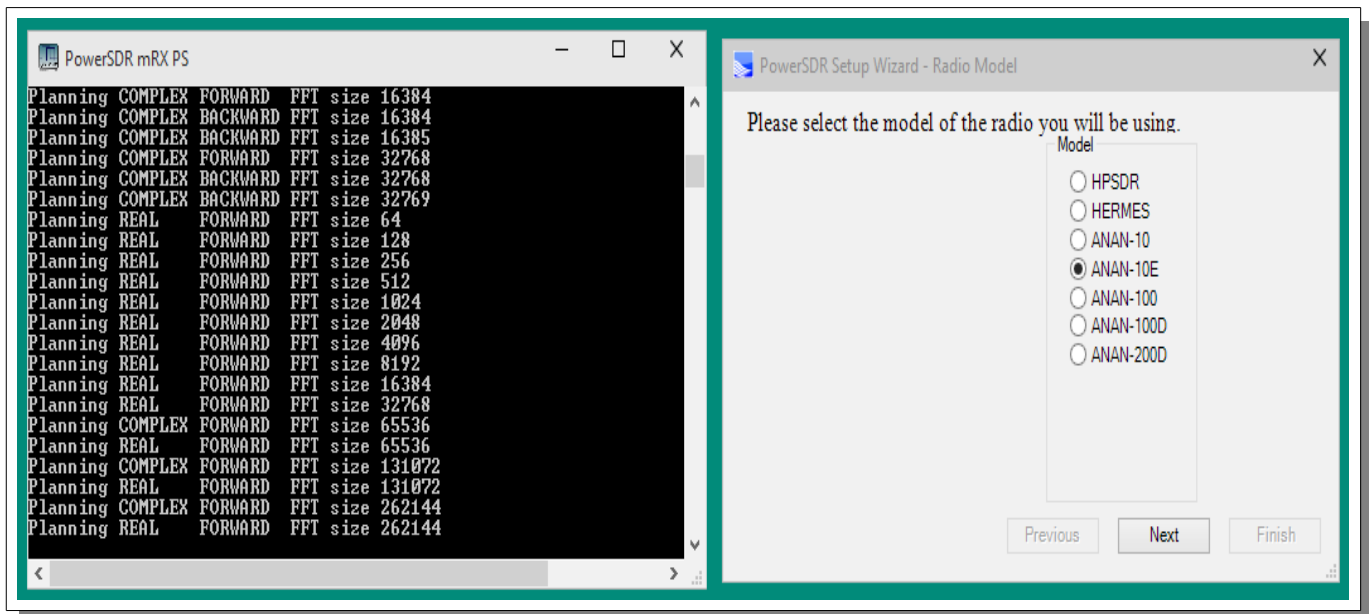 PowerSDR mRX PS
Planning COMPLEX FORWARD FFT size 16384
Planning COMPLEX BACKWARD FFT size 16384
Planning COMPLEX BACKWARD FFT size 16385
Planning COMPLEX FORWARD FFT size 32768
Planning COMPLEX BACKWARD FFT size 32768
Planning COMPLEX BACKWARD FFT size 32769
Planning REAL FORWARD FFT size 64
Planning REAL FORWARD FFT size 128
Planning REAL FORWARD FFT size 256
Planning REAL FORWARD FFT size 512
Planning REAL FORWARD FFT size 1024
Planning REAL FORWARD FFT size 2048
Planning REAL FORWARD FFT size 4096
Planning REAL FORWARD FFT size 8192
Planning REAL FORWARD FFT size 16384
Planning REAL FORWARD FFT size 32768
Planning COMPLEX FORWARD FFT size 65536
Planning REAL FORWARD FFT size 65536
Planning COMPLEX FORWARD FFT size 131072
Planning REAL FORWARD FFT size 131072
Planning COMPLEX FORWARD FFT size 262144
Planning REAL FORWARD FFT size 262144
PowerSDR Setup Wizard - Radio Model
Please select the model of the radio you will be using.
Model
HPSDR
HERMES
ANAN-10
ANAN-10E
ANAN-100
ANAN-100D
ANAN-200D
Previous Next Finish